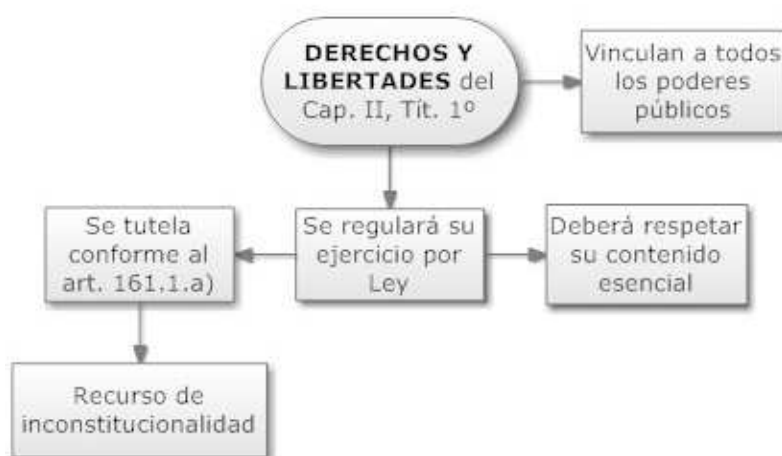 DERECHOS Y
LIBERTADES del
Cap. II, Tít. 1º
Vinculan a todos
los poderes
públicos
Se tutela
conforme al
art. 161.1.a)
Se regulará su
ejercicio por
Ley
Deberá respetar
su contenido
esencial
Recurso de
inconstitucionalidad